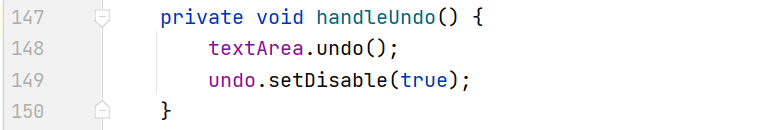 147    private void handleUndo() {
148        textArea.undo();
149        undo.setDisable(true);
150    }